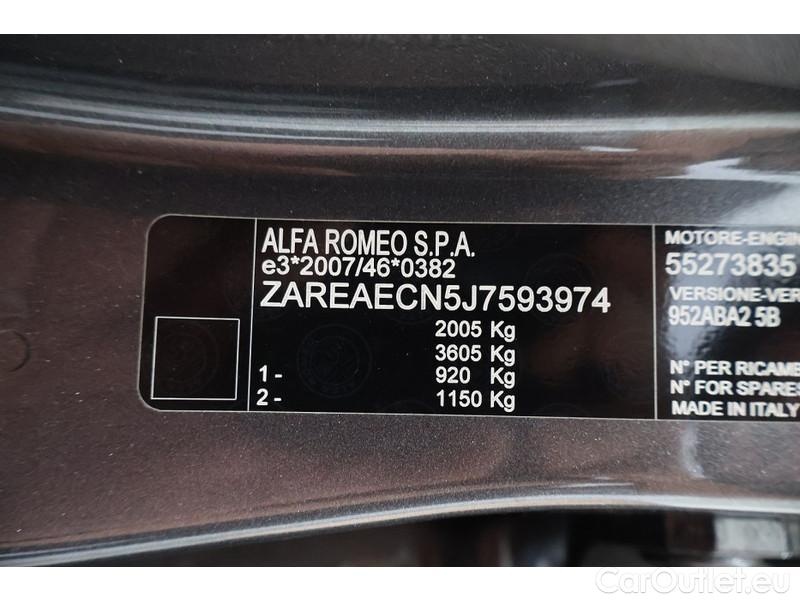 ALFA ROMEO S.P.A.
e3*2007/46*0382
ZAREAECN5J7593974
2005 Kg
3605 Kg
1 - 920 Kg
2 - 1150 Kg
MOTORE-ENGIN
55273835
VERSIONE-VER
952ABA2 5B
N° PER RICAMB
N° FOR SPARES
MADE IN ITALY
CarOutlet.eu